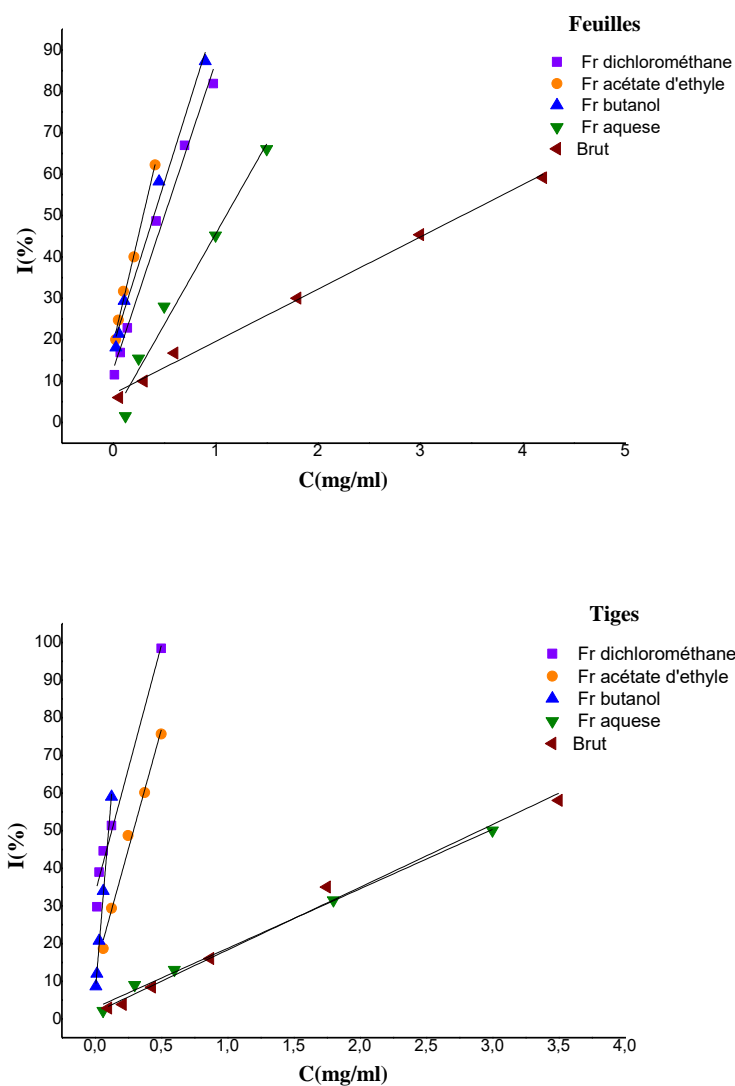 Feuilles
Fr dichlorométhane
Fr acétate d'ethyle
Fr butanol
Fr aquese
Brut
90
80
70
60
50
40
30
20
10
0
I(%)
0 1 2 3 4 5
C(mg/ml)
Tiges
Fr dichlorométhane
Fr acétate d'ethyle
Fr butanol
Fr aquese
Brut
100
90
80
70
60
50
40
30
20
10
0
I(%)
0,0 0,5 1,0 1,5 2,0 2,5 3,0 3,5 4,0
C(mg/ml)